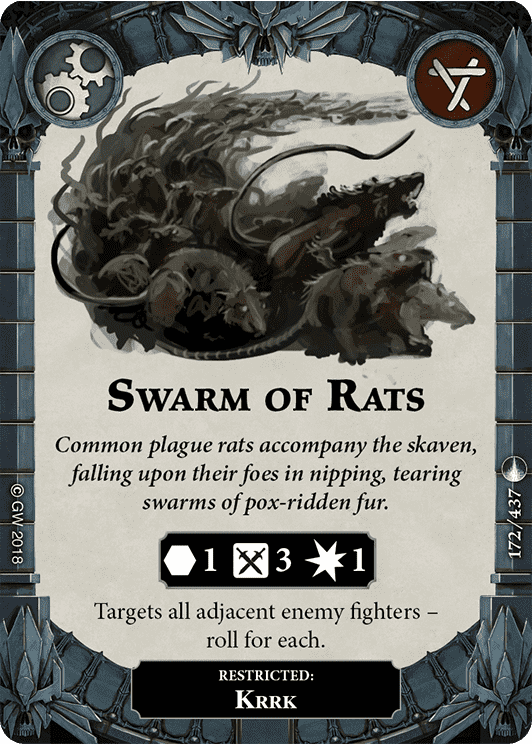 Swarm of Rats
Common plague rats accompany the skaven,
falling upon their foes in nipping, tearing
swarms of pox-ridden fur.
1 3 1
Targets all adjacent enemy fighters –
roll for each.
RESTRICTED:
Krrk
© GW 2018
172/437